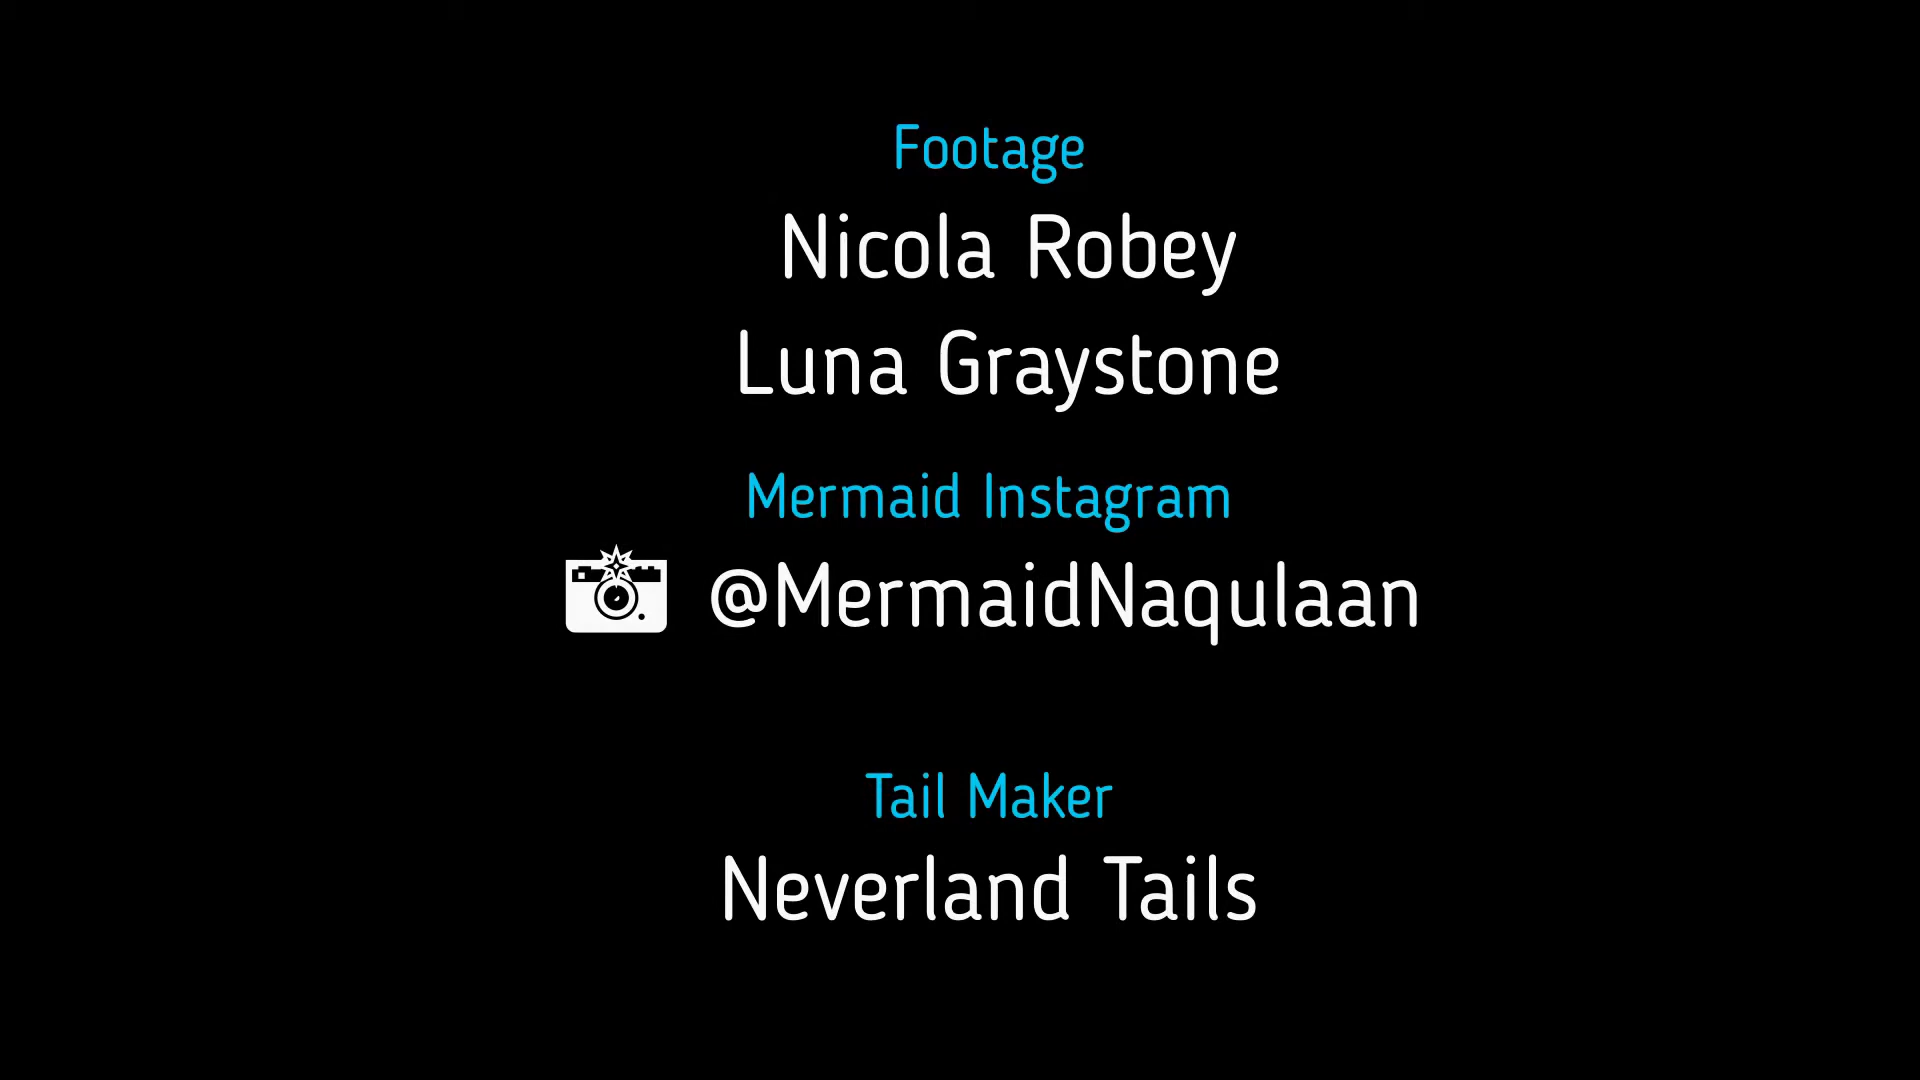 Footage
Nicola Robey
Luna Graystone
Mermaid Instagram
@MermaidNaqulaan
Tail Maker
Neverland Tails